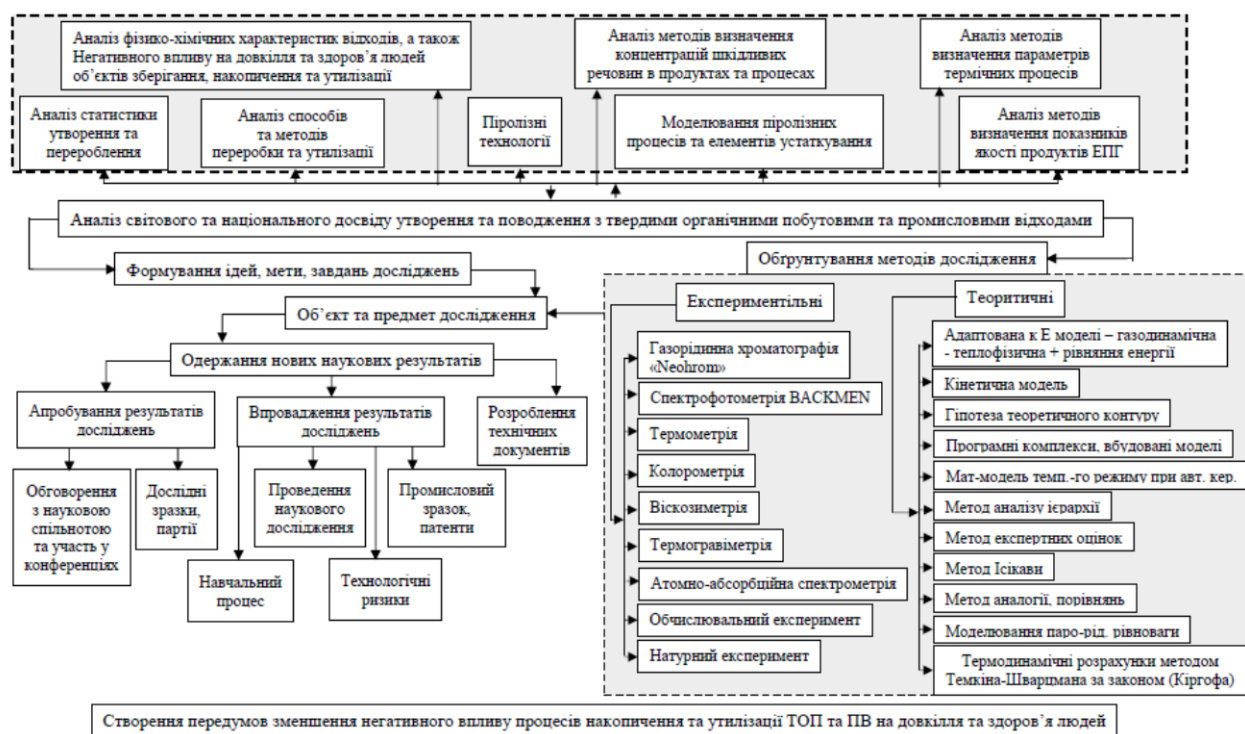 Аналіз фізико-хімічних характеристик відходів, а також
Негативного впливу на довкілля та здоров’я людей
об’єктів зберігання, накопичення та утилізації
Аналіз методів визначення
концентрацій шкідливих
речовин в продуктах та процесах
Аналіз методів
визначення параметрів
термічних процесів
Аналіз статистики
утворення та
перероблення
Аналіз способів
та методів
переробки та утилізації
Піролізні
технології
Моделювання піролізних
процесів та елементів устаткування
Аналіз методів
визначення показників
якості продуктів ЕПГ
Аналіз світового та національного досвіду утворення та поводження з твердими органічними побутовими та промисловими відходами
Формування ідей, мети, завдань досліджень
Обґрунтування методів дослідження
Об’єкт та предмет дослідження
Одержання нових наукових результатів
Апробування результатів
досліджень
Впровадження результатів
досліджень
Розроблення
технічних
документів
Обговорення
з науковою
спільнотою
та участь у
конференціях
Дослідні
зразки,
партії
Проведення
наукового
дослідження
Промисловий
зразок,
патенти
Навчальний
процес
Технологічні
ризики
Експериментільні
Газорідинна хроматографія
«Neohrom»
Спектрофотометрія BACKMEN
Термометрія
Колорометрія
Віскозиметрія
Термогравіметрія
Атомно-абсорбційна спектрометрія
Обчислювальний експеримент
Натурний експеримент
Теоритичні
Адаптована к Е моделі – газодинамічна
- теплофізична + рівняння енергії
Кінетична модель
Гіпотеза теоретичного контуру
Програмні комплекси, вбудовані моделі
Мат-модель темп.-го режиму при авт. кер.
Метод аналізу ієрархії
Метод експертних оцінок
Метод Ісікави
Метод аналогії, порівнянь
Моделювання паро-рід. рівноваги
Термодинамічні розрахунки методом
Темкіна-Шварцмана за законом (Кіргофа)
Створення передумов зменшення негативного впливу процесів накопичення та утилізації ТОП та ПВ на довкілля та здоров’я людей